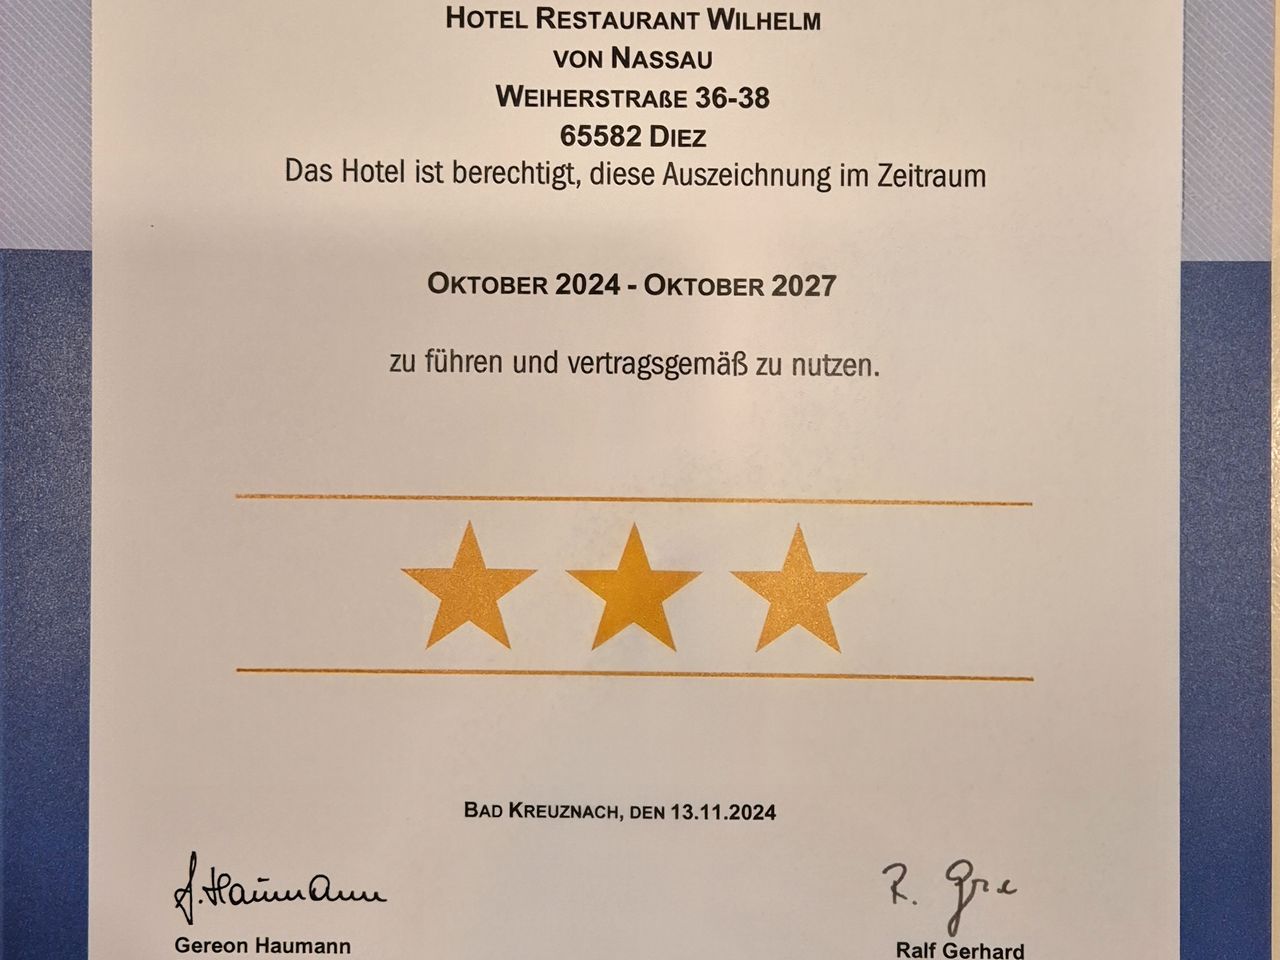 HOTEL RESTAURANT WILHELM
VON NASSAU
WEIHERSTRAßE 36-38
65582 DIEZ
Das Hotel ist berechtigt, diese Auszeichnung im Zeitraum
OKTOBER 2024 - OKTOBER 2027
zu führen und vertragsgemäß zu nutzen.
BAD KREUZNACH, DEN 13.11.2024
G. Haumann
Gereon Haumann
Ralf Gerhard